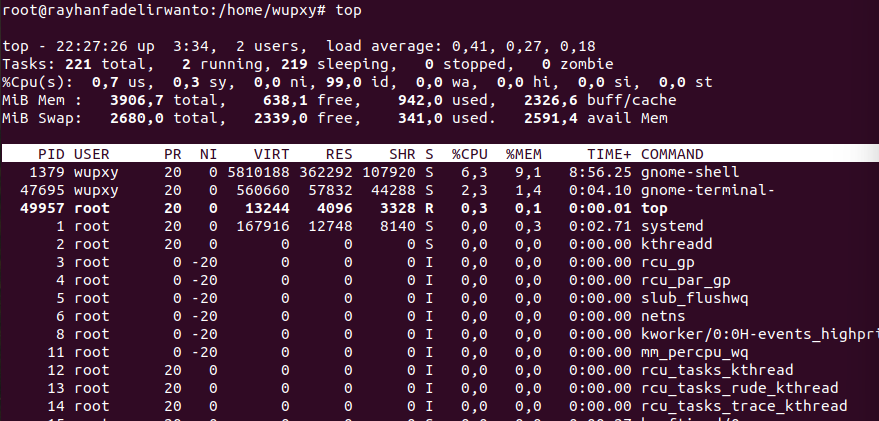 root@rayhanfadelirwanto:/home/wupxy# top
top - 22:27:26 up  3:34,  2 users,  load average: 0,41, 0,27, 0,18
Tasks: 221 total,   2 running, 219 sleeping,   0 stopped,   0 zombie
%Cpu(s):  0,7 us,  0,3 sy,  0,0 ni, 99,0 id,  0,0 wa,  0,0 hi,  0,0 si,  0,0 st
MiB Mem :   3906,7 total,    638,1 free,    942,0 used,   2326,6 buff/cache
MiB Swap:   2680,0 total,   2339,0 free,    341,0 used.   2591,4 avail Mem
PID USER      PR  NI    VIRT    RES    SHR S  %CPU  %MEM     TIME+ COMMAND
1379 wupxy     20   0 5810188 362292 107920 S   6,3   9,1   8:56.25 gnome-shell
47695 wupxy     20   0  560660  57832  44288 S   2,3   1,4   0:04.10 gnome-terminal-
49957 root      20   0   13244   4096   3328 R   0,3   0,1   0:00.01 top
1 root      20   0  167916  12748   8140 S   0,0   0,3   0:02.71 systemd
2 root      20   0       0      0      0 S   0,0   0,0   0:00.00 kthreadd
3 root       0 -20       0      0      0 I   0,0   0,0   0:00.00 rcu_gp
4 root       0 -20       0      0      0 I   0,0   0,0   0:00.00 rcu_par_gp
5 root       0 -20       0      0      0 I   0,0   0,0   0:00.00 slub_flushwq
6 root       0 -20       0      0      0 I   0,0   0,0   0:00.00 netns
8 root       0 -20       0      0      0 I   0,0   0,0   0:00.00 kworker/0:0H-events_highpri
11 root       0 -20       0      0      0 I   0,0   0,0   0:00.00 mm_percpu_wq
12 root      20   0       0      0      0 I   0,0   0,0   0:00.00 rcu_tasks_kthread
13 root      20   0       0      0      0 I   0,0   0,0   0:00.00 rcu_tasks_rude_kthread
14 root      20   0       0      0      0 I   0,0   0,0   0:00.00 rcu_tasks_trace_kthread